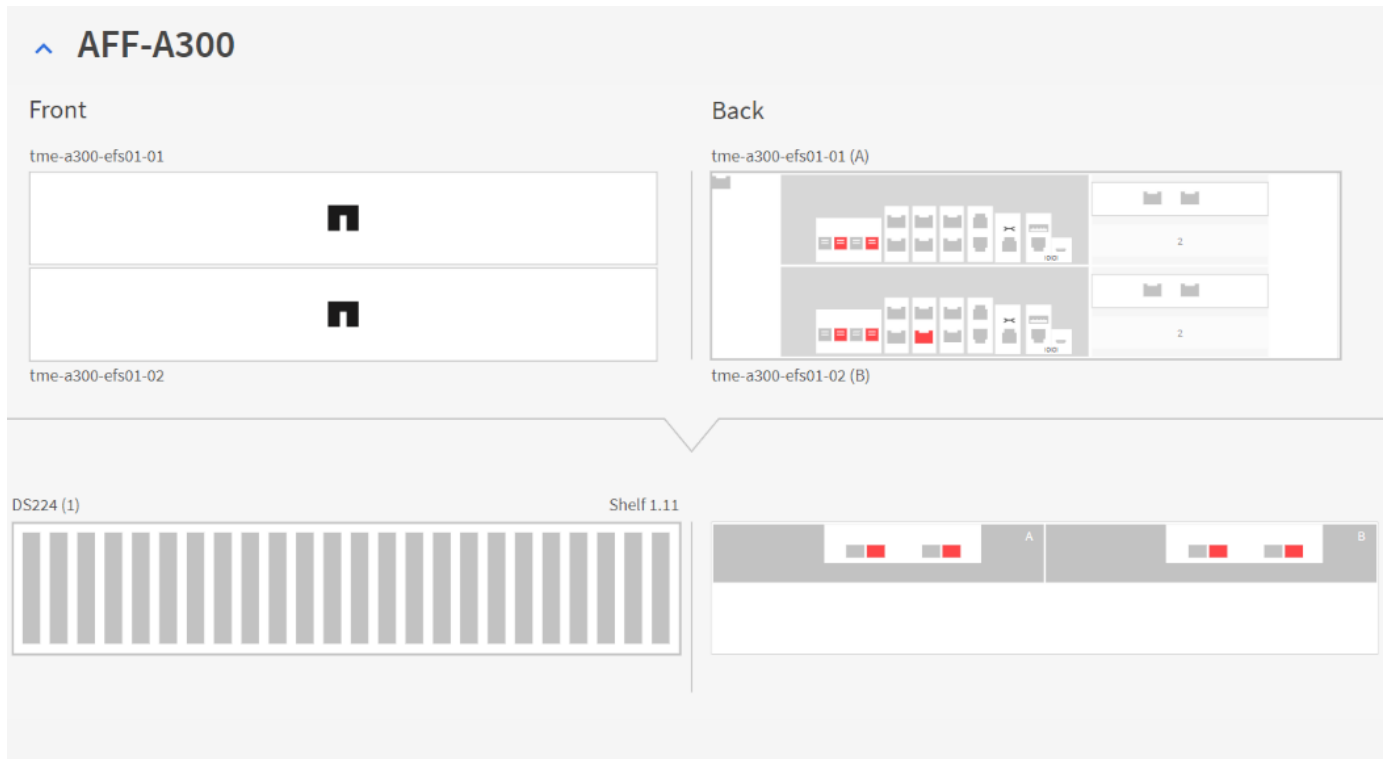 AFF-A300
Front
Back
tme-a300-efs01-01
tme-a300-efs01-01 (A)
2
2
tme-a300-efs01-02
tme-a300-efs01-02 (B)
DS224 (1)
Shelf 1.11
A
B